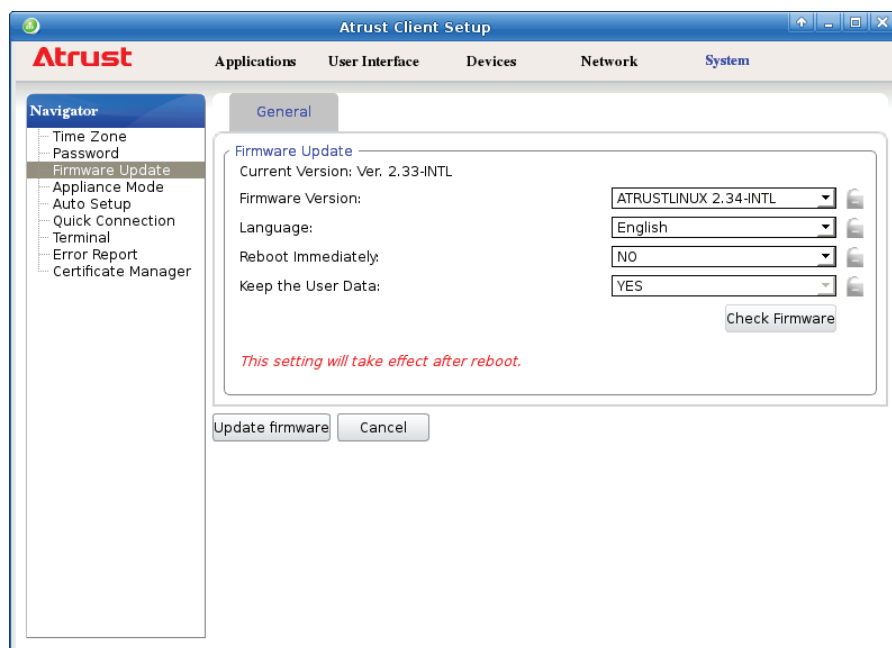 Atrust Client Setup
Atrust
Applications User Interface Devices Network System
Navigator
Time Zone
Password
Firmware Update
Appliance Mode
Auto Setup
Quick Connection
Terminal
Error Report
Certificate Manager
General
Firmware Update
Current Version: Ver. 2.33-INTL
Firmware Version: ATRUSTLINUX 2.34-INTL
Language: English
Reboot Immediately: NO
Keep the User Data: YES
Check Firmware
This setting will take effect after reboot.
Update firmware Cancel